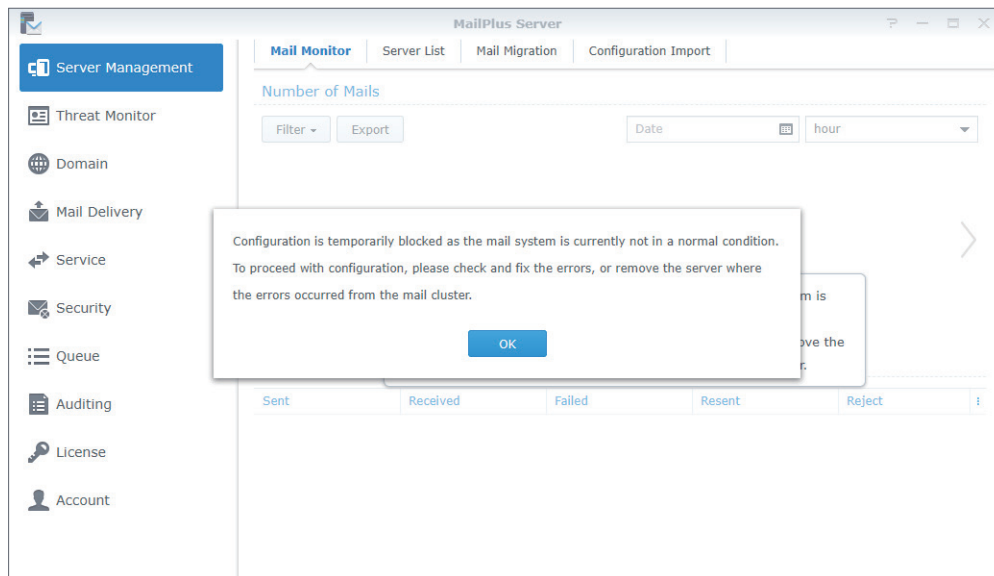 MailPlus Server
Server Management
Threat Monitor
Domain
Mail Delivery
Service
Security
Queue
Auditing
License
Account
Mail Monitor Server List Mail Migration Configuration Import
Number of Mails
Filter Export Date hour
Configuration is temporarily blocked as the mail system is currently not in a normal condition.
To proceed with configuration, please check and fix the errors, or remove the server where
the errors occurred from the mail cluster.
OK
m is
ove the
r.
Sent Received Failed Resent Reject